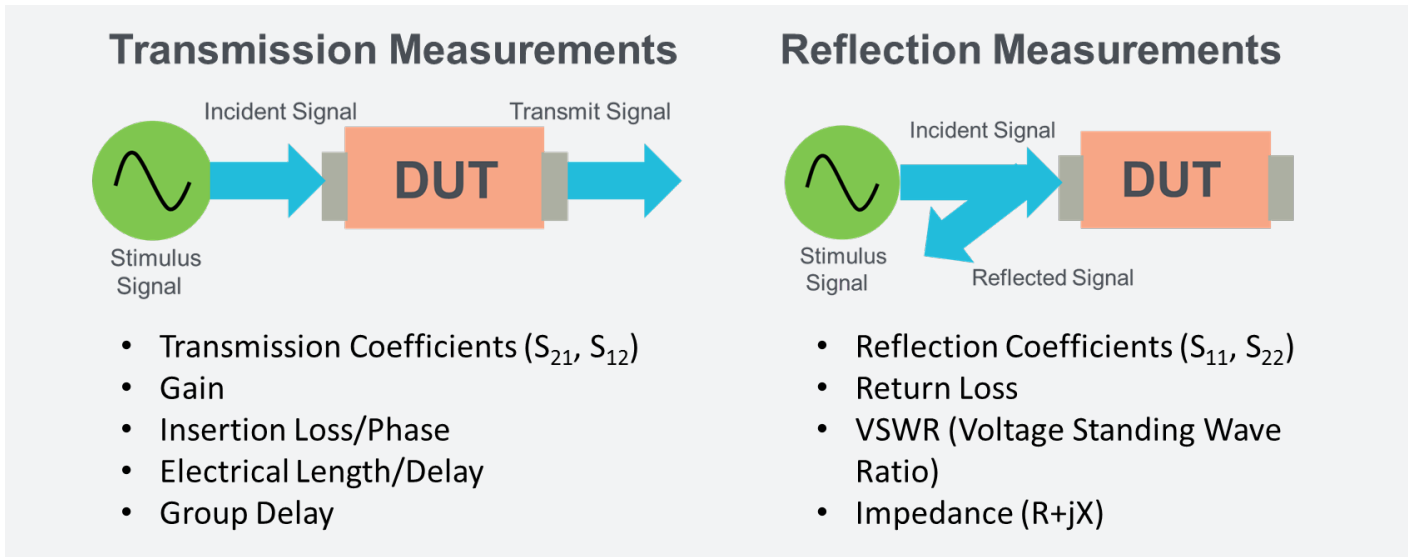 Transmission Measurements
Incident Signal
Transmit Signal
DUT
Stimulus
Signal
• Transmission Coefficients (S₂₁, S₁₂)
• Gain
• Insertion Loss/Phase
• Electrical Length/Delay
• Group Delay
Reflection Measurements
Incident Signal
DUT
Stimulus
Signal
Reflected Signal
• Reflection Coefficients (S₁₁, S₂₂)
• Return Loss
• VSWR (Voltage Standing Wave
Ratio)
• Impedance (R+jX)